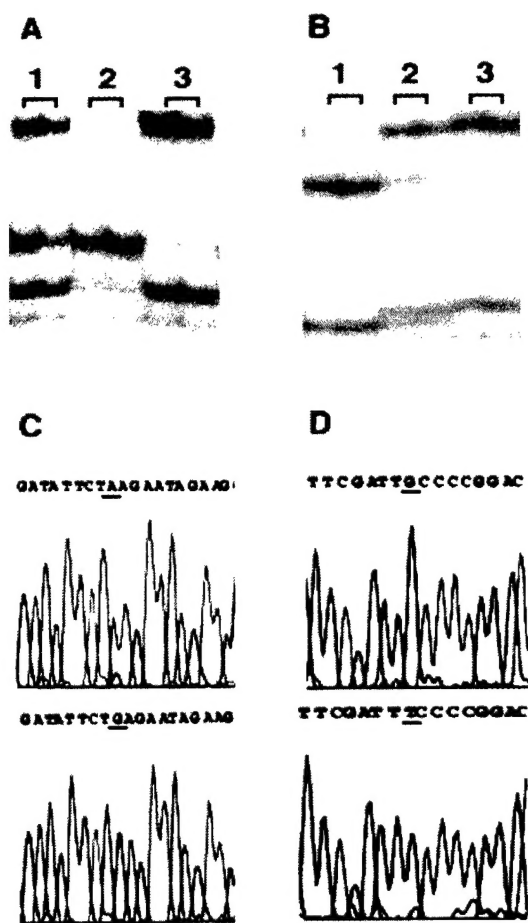 A
B
1 2 3
1 2 3
C
D
GATATTCTAAGAATAGAAG
TTCGATTGCCCCGGAC
GATATTCTGAGAATAGAAG
TTCGATTTCCCCGGAC